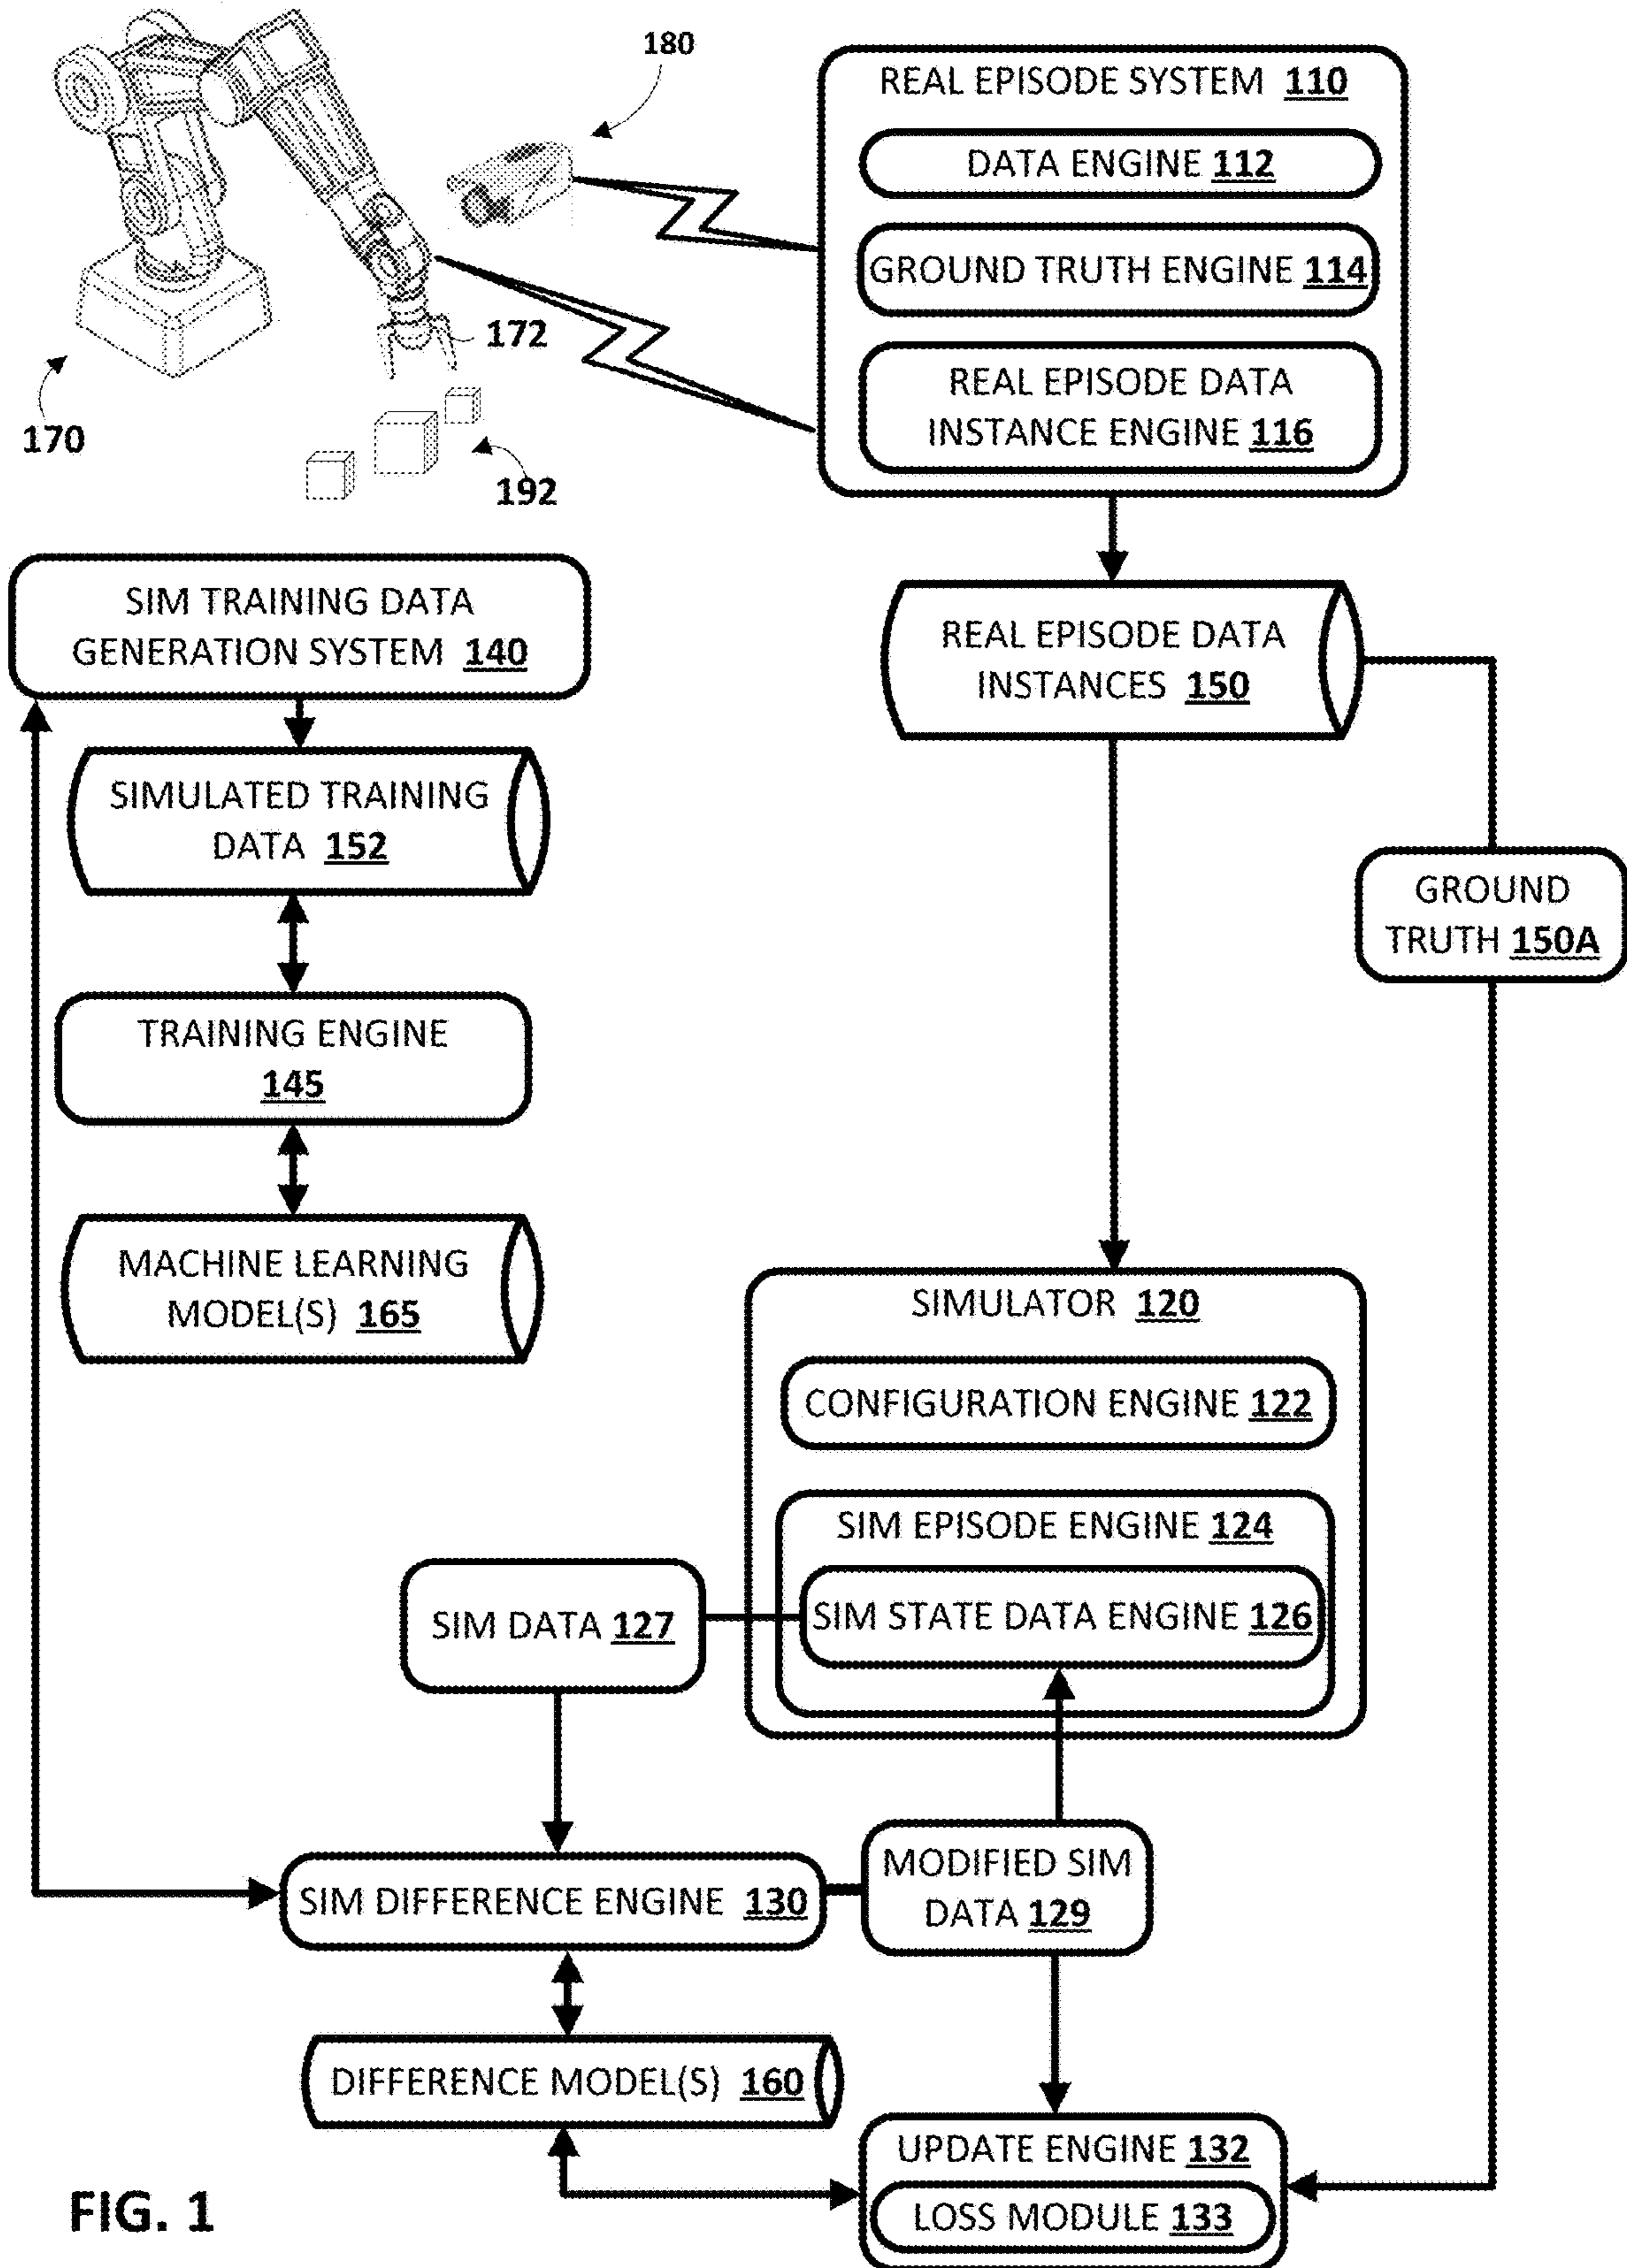 180
REAL EPISODE SYSTEM 110
DATA ENGINE 112
GROUND TRUTH ENGINE 114
172
REAL EPISODE DATA
INSTANCE ENGINE 116
170
192
SIM TRAINING DATA
GENERATION SYSTEM 140
REAL EPISODE DATA
INSTANCES 150
SIMULATED TRAINING
DATA 152
GROUND
TRUTH 150A
TRAINING ENGINE
145
MACHINE LEARNING
MODEL(S) 165
SIMULATOR 120
CONFIGURATION ENGINE 122
SIM EPISODE ENGINE 124
SIM DATA 127
SIM STATE DATA ENGINE 126
SIM DIFFERENCE ENGINE 130
MODIFIED SIM
DATA 129
DIFFERENCE MODEL(S) 160
UPDATE ENGINE 132
LOSS MODULE 133
FIG. 1